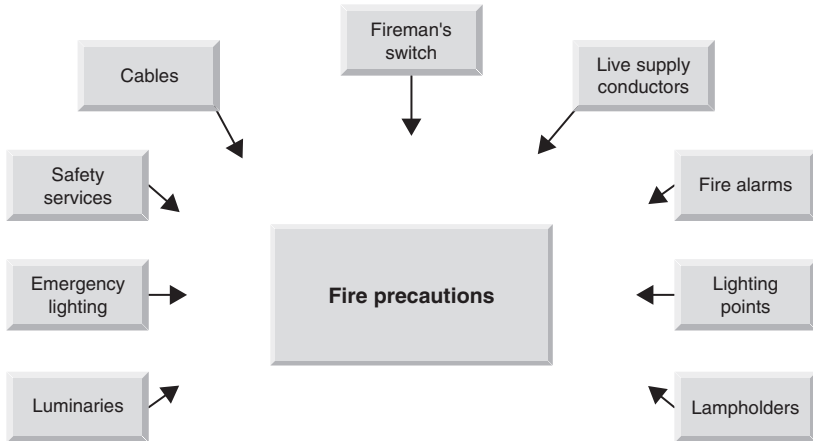 Fireman's
switch
Cables
Live supply
conductors
Safety
services
Fire alarms
Emergency
lighting
Fire precautions
Lighting
points
Luminaries
Lampholders